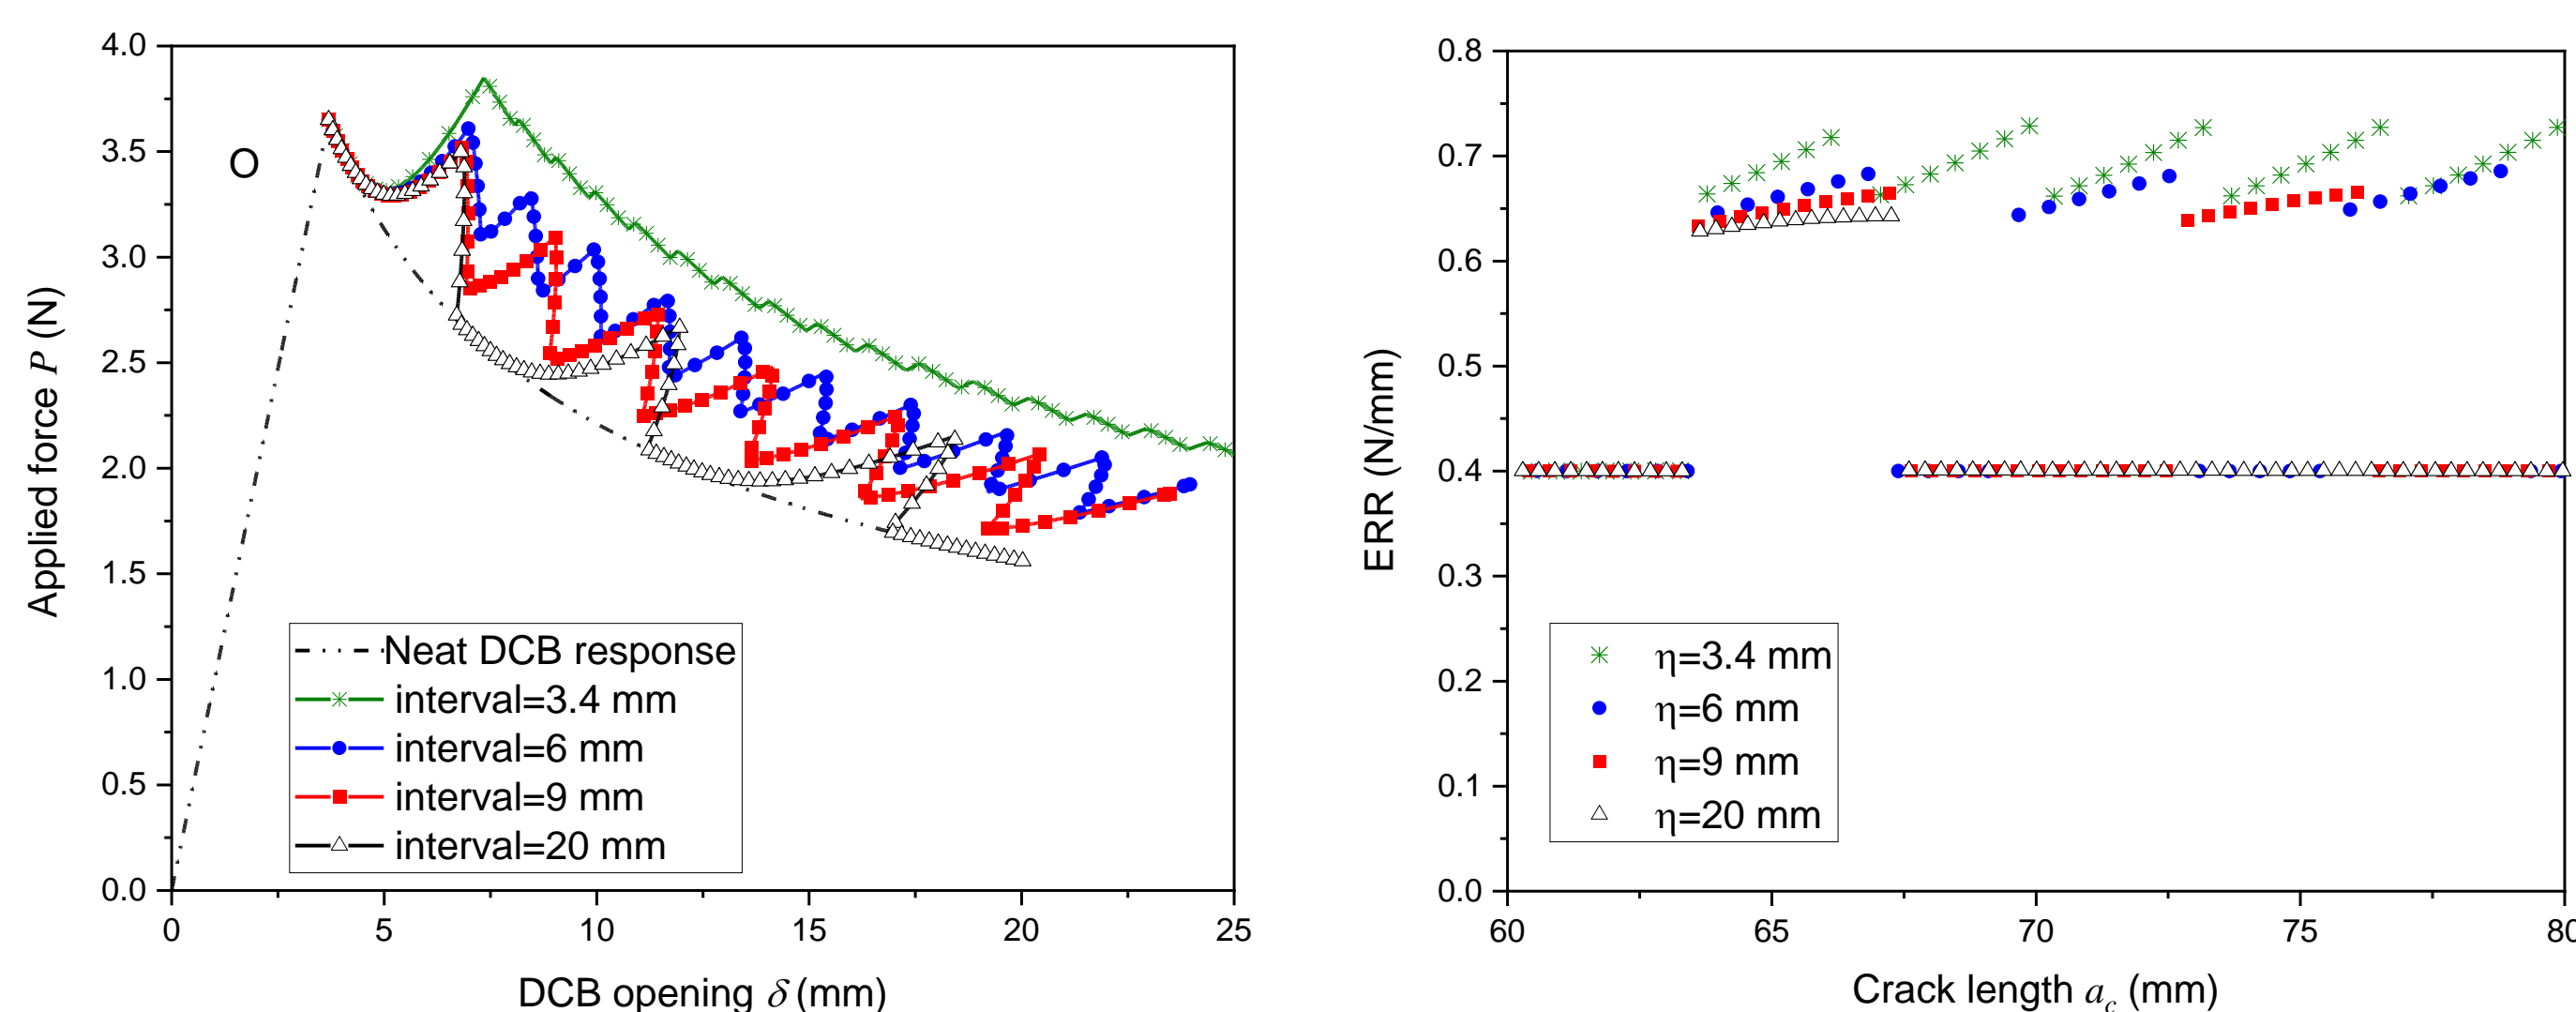 4.0
3.5
3.0
2.5
2.0
1.5
1.0
0.5
0.0
Applied force P (N)
O
Neat DCB response
interval=3.4 mm
interval=6 mm
interval=9 mm
interval=20 mm
0 5 10 15 20 25
DCB opening δ (mm)
0.8
0.7
0.6
0.5
0.4
0.3
0.2
0.1
0.0
ERR (N/mm)
η=3.4 mm
η=6 mm
η=9 mm
η=20 mm
60 65 70 75 80
Crack length a_c (mm)